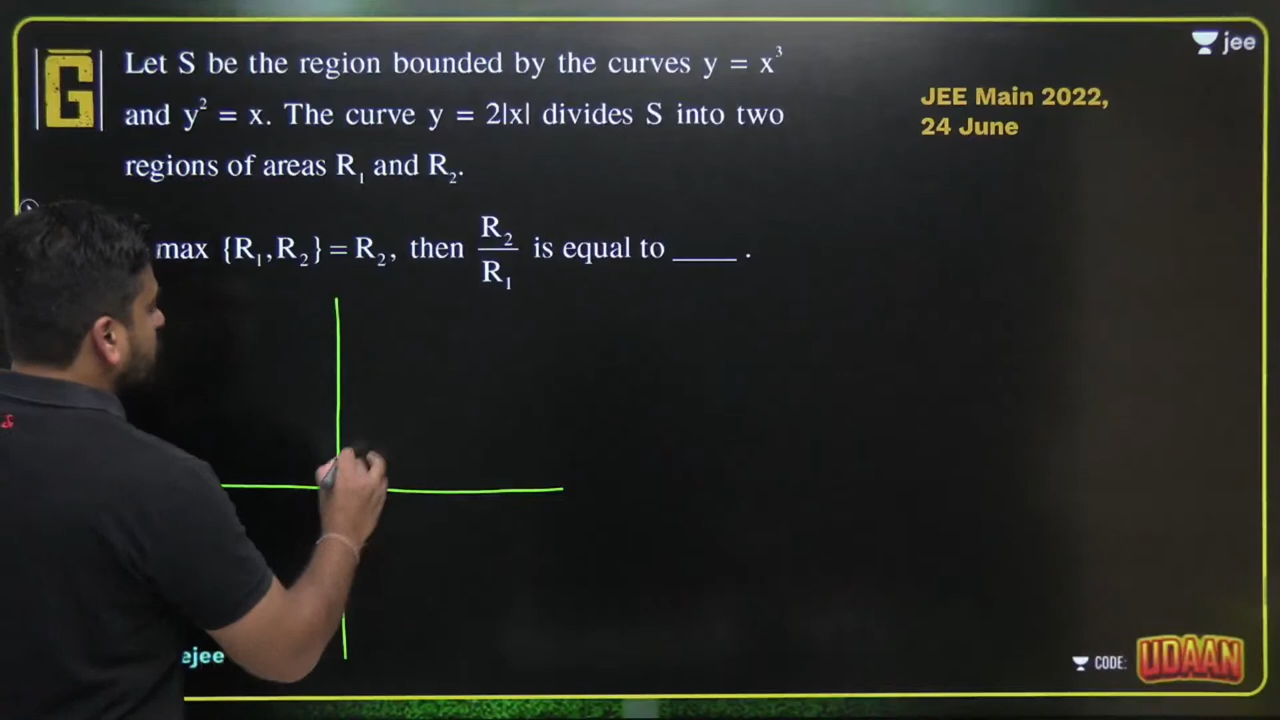 G
Let S be the region bounded by the curves y = x³
and y² = x. The curve y = 2|x| divides S into two
regions of areas R₁ and R₂.
max {R₁,R₂} = R₂, then R₂/R₁ is equal to ____ .
jee
JEE Main 2022,
24 June
ejee
CODE: UDAAN